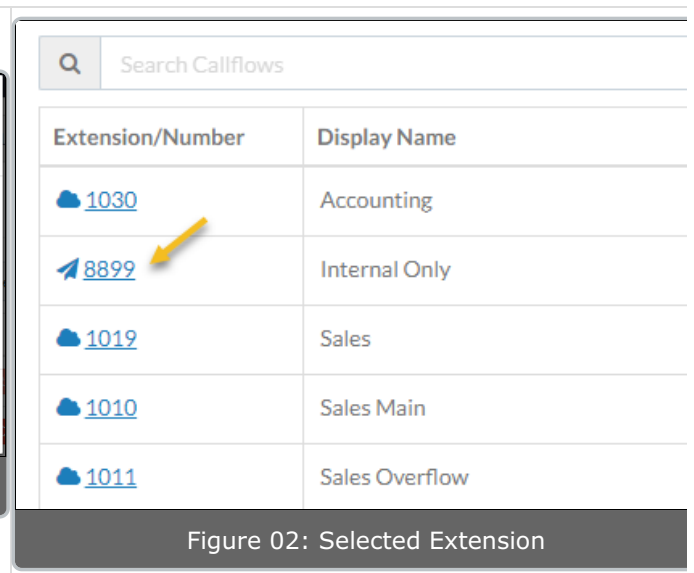 Search Callflows
Extension/Number Display Name
1030 Accounting
8899 Internal Only
1019 Sales
1010 Sales Main
1011 Sales Overflow
Figure 02: Selected Extension